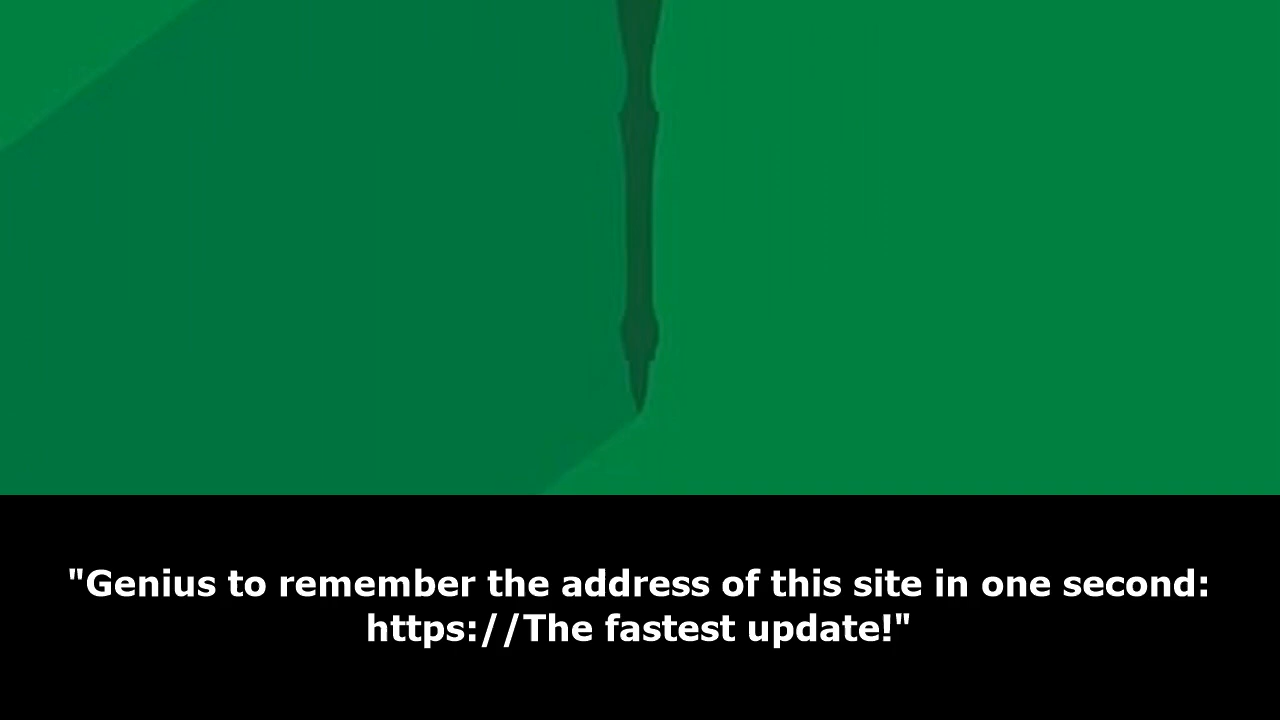 "Genius to remember the address of this site in one second:
https://The fastest update!"